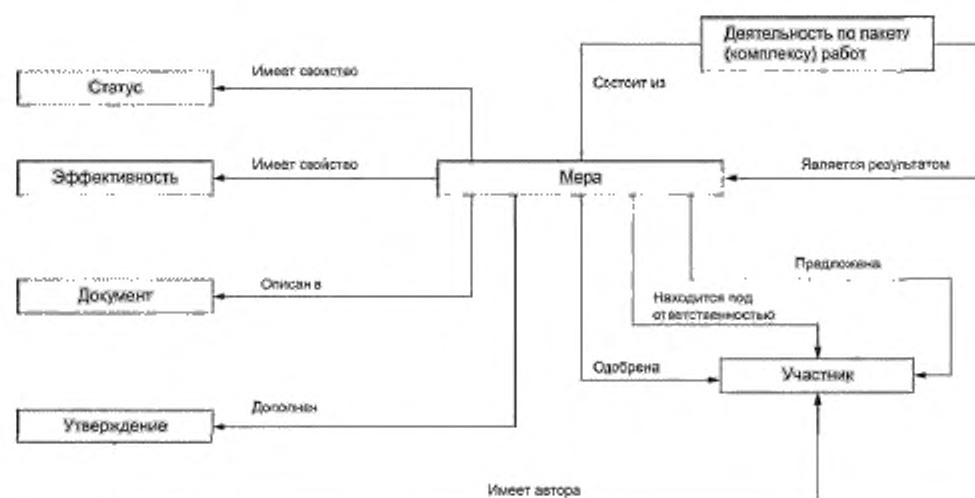 Деятельность по пакету
(комплексу) работ
Имеет свойство
Состоит из
Статус
Имеет свойство
Является результатом
Эффективность
Мера
Предложена
Описан в
Находится под
ответственностью
Документ
Одобрена
Участник
Дополнен
Утверждение
Имеет автора